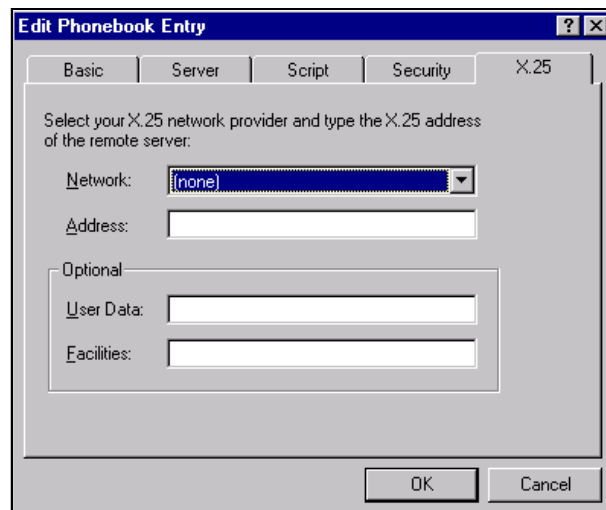 Edit Phonebook Entry
Basic Server Script Security X.25
Select your X.25 network provider and type the X.25 address
of the remote server:
Network: (none)
Address:
Optional
User Data:
Facilities:
OK Cancel